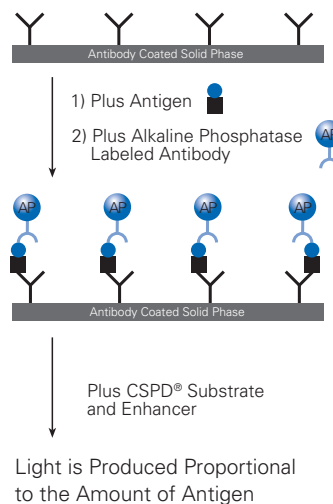 Antibody Coated Solid Phase
1) Plus Antigen
2) Plus Alkaline Phosphatase AP
Labeled Antibody
AP AP AP AP
Antibody Coated Solid Phase
Plus CSPD® Substrate
and Enhancer
Light is Produced Proportional
to the Amount of Antigen